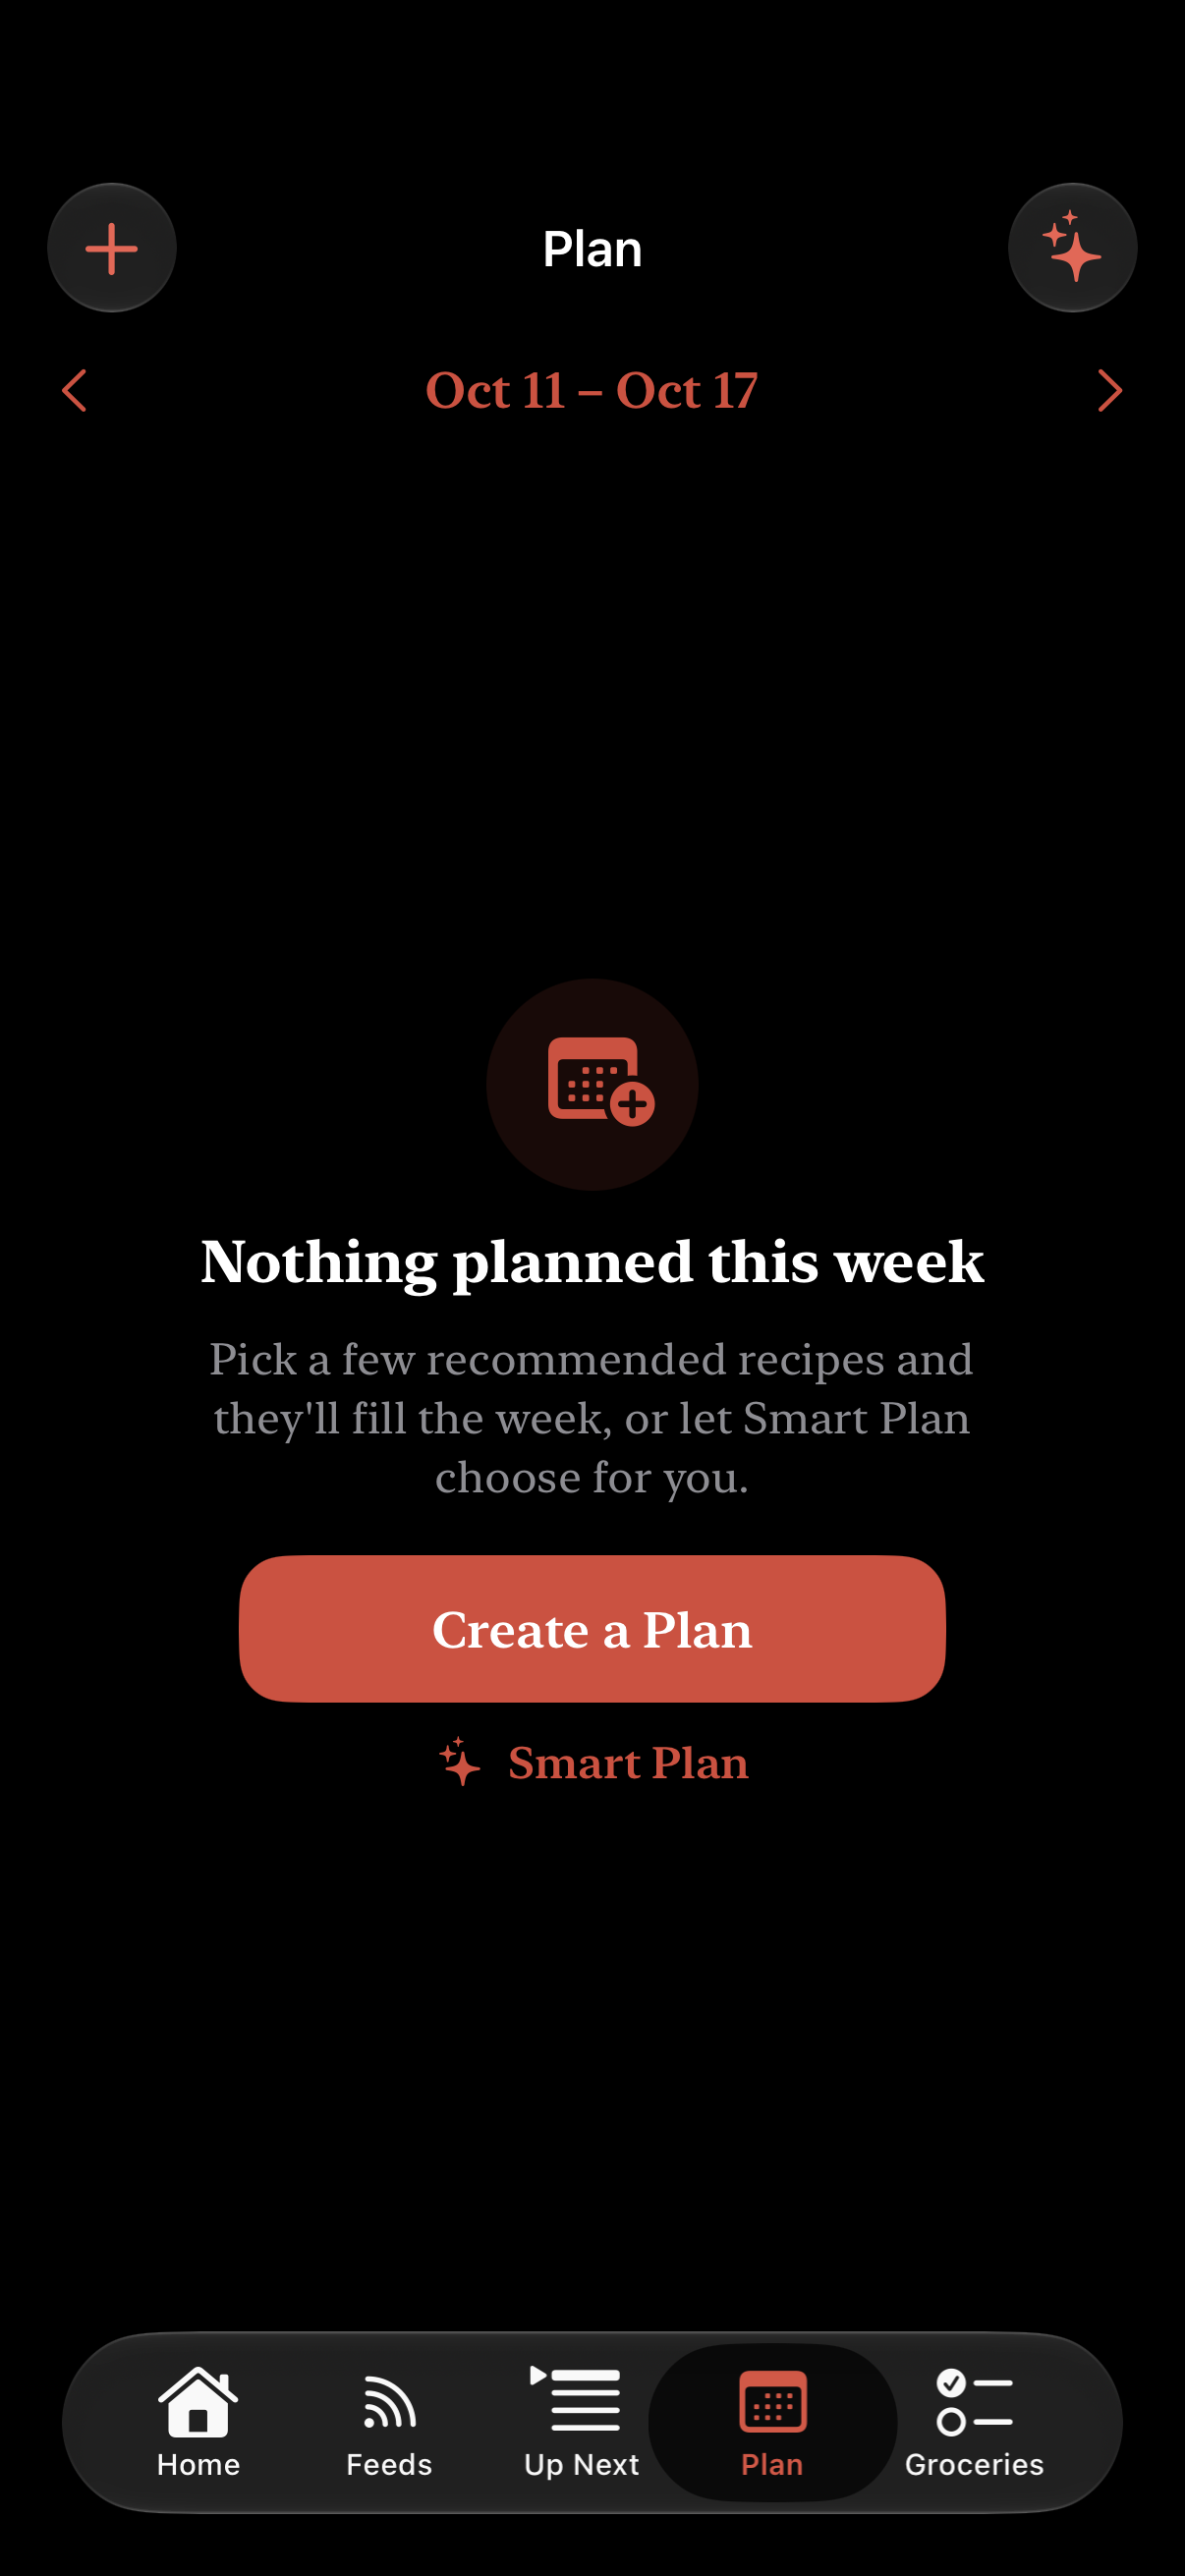 Plan
Oct 11 – Oct 17
Nothing planned this week
Pick a few recommended recipes and
they'll fill the week, or let Smart Plan
choose for you.
Create a Plan
Smart Plan
Home
Feeds
Up Next
Plan
Groceries